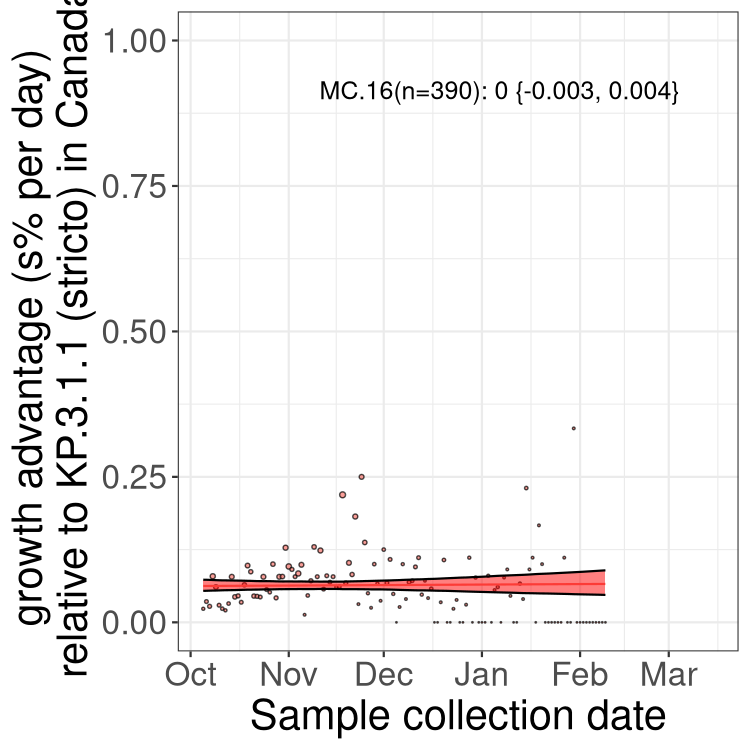 growth advantage (s% per day)
relative to KP.3.1.1 (stricto) in Canada
1.00
MC.16(n=390): 0 {-0.003, 0.004}
0.75
0.50
0.25
0.00
Oct Nov Dec Jan Feb Mar
Sample collection date